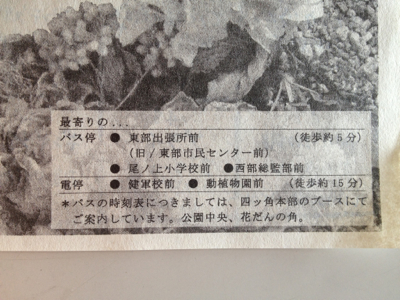 最寄りの...
バス停 ● 東部出張所前 (徒歩約5分)
(旧/東部市民センター前)
● 尾ノ上小学校前 ●西部総監部前
電停 ● 健軍校前 ● 動植物園前 (徒歩約15分)
*バスの時刻表につきましては、四ッ角本部のブースにて
ご案内しています。公園中央、花だんの角。